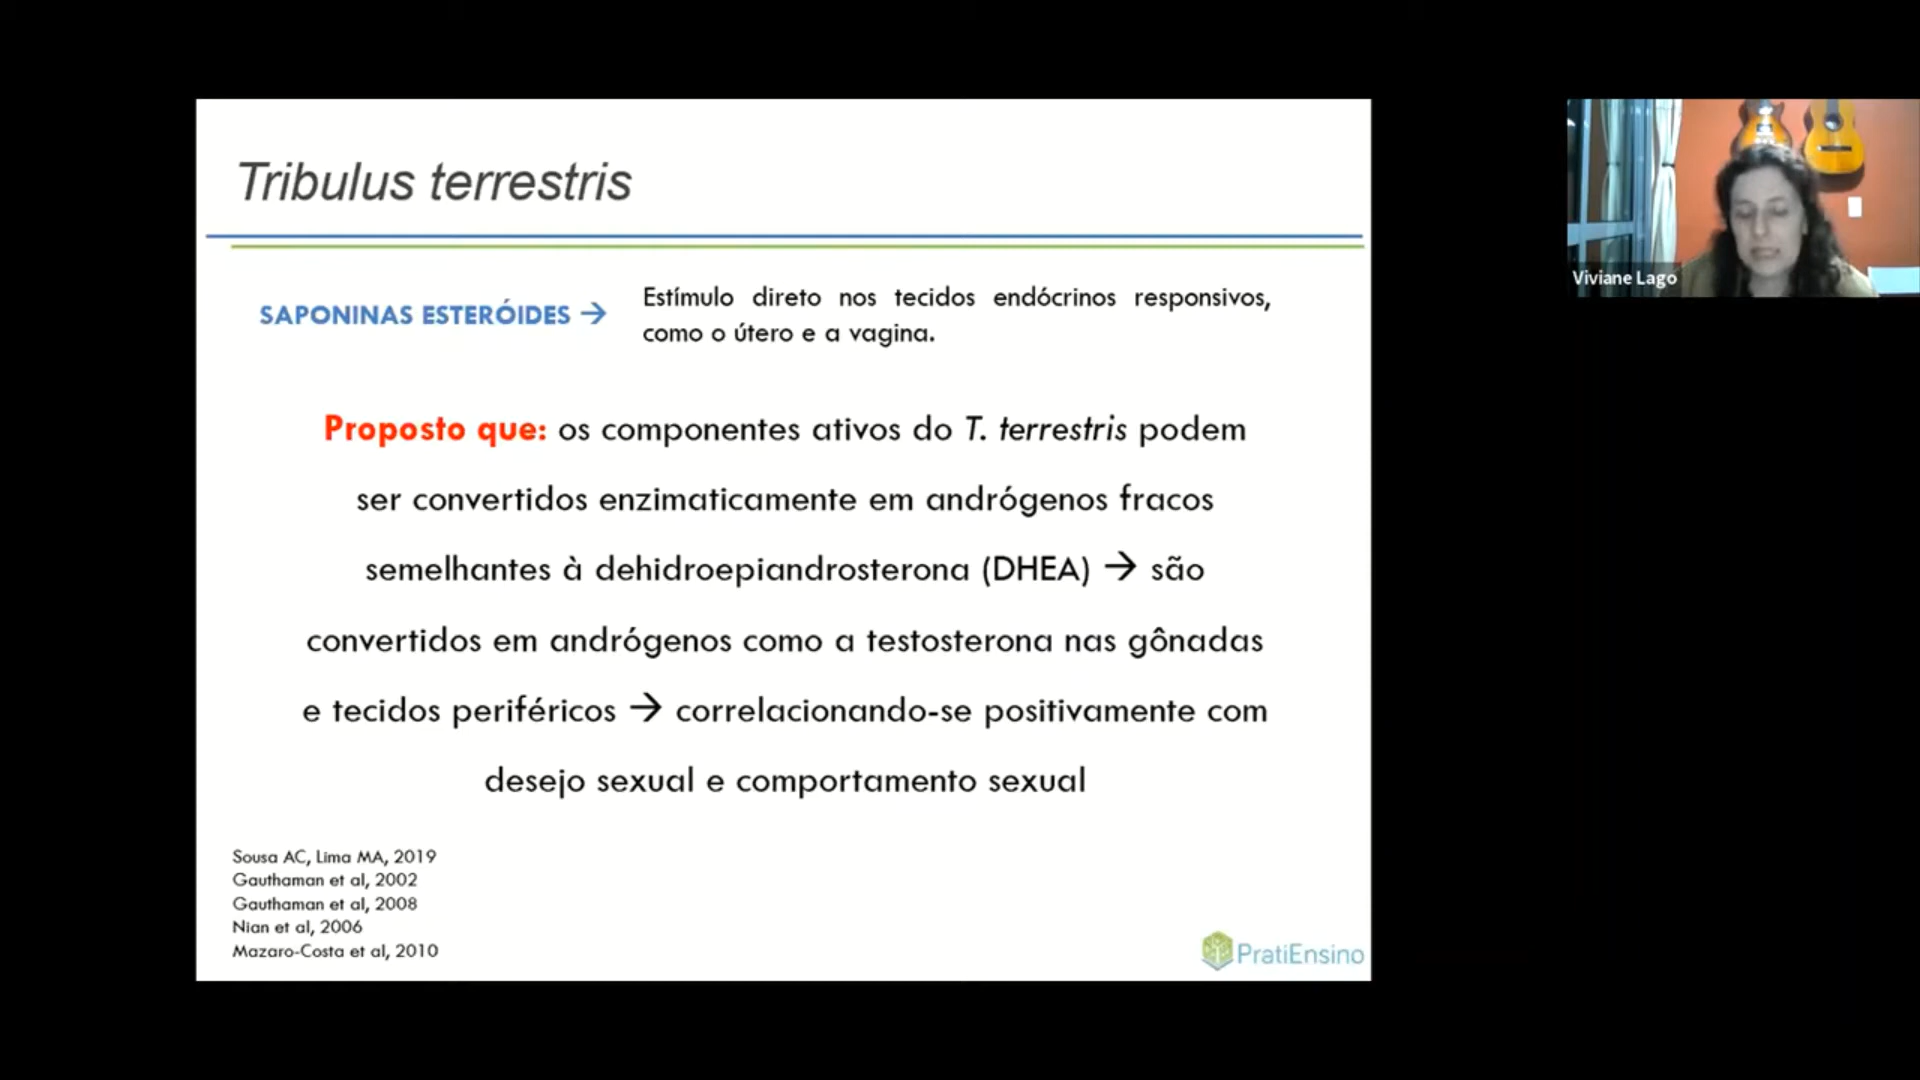 Tribulus terrestris
SAPONINAS ESTERÓIDES →
Estímulo direto nos tecidos endócrinos responsivos,
como o útero e a vagina.
Proposto que: os componentes ativos do T. terrestris podem
ser convertidos enzimaticamente em andrógenos fracos
semelhantes à dehidroepiandrosterona (DHEA) → são
convertidos em andrógenos como a testosterona nas gônadas
e tecidos periféricos → correlacionando-se positivamente com
desejo sexual e comportamento sexual
Sousa AC, Lima MA, 2019
Gauthaman et al, 2002
Gauthaman et al, 2008
Nian et al, 2006
Mazaro-Costa et al, 2010
PratiEnsino
Viviane Lago